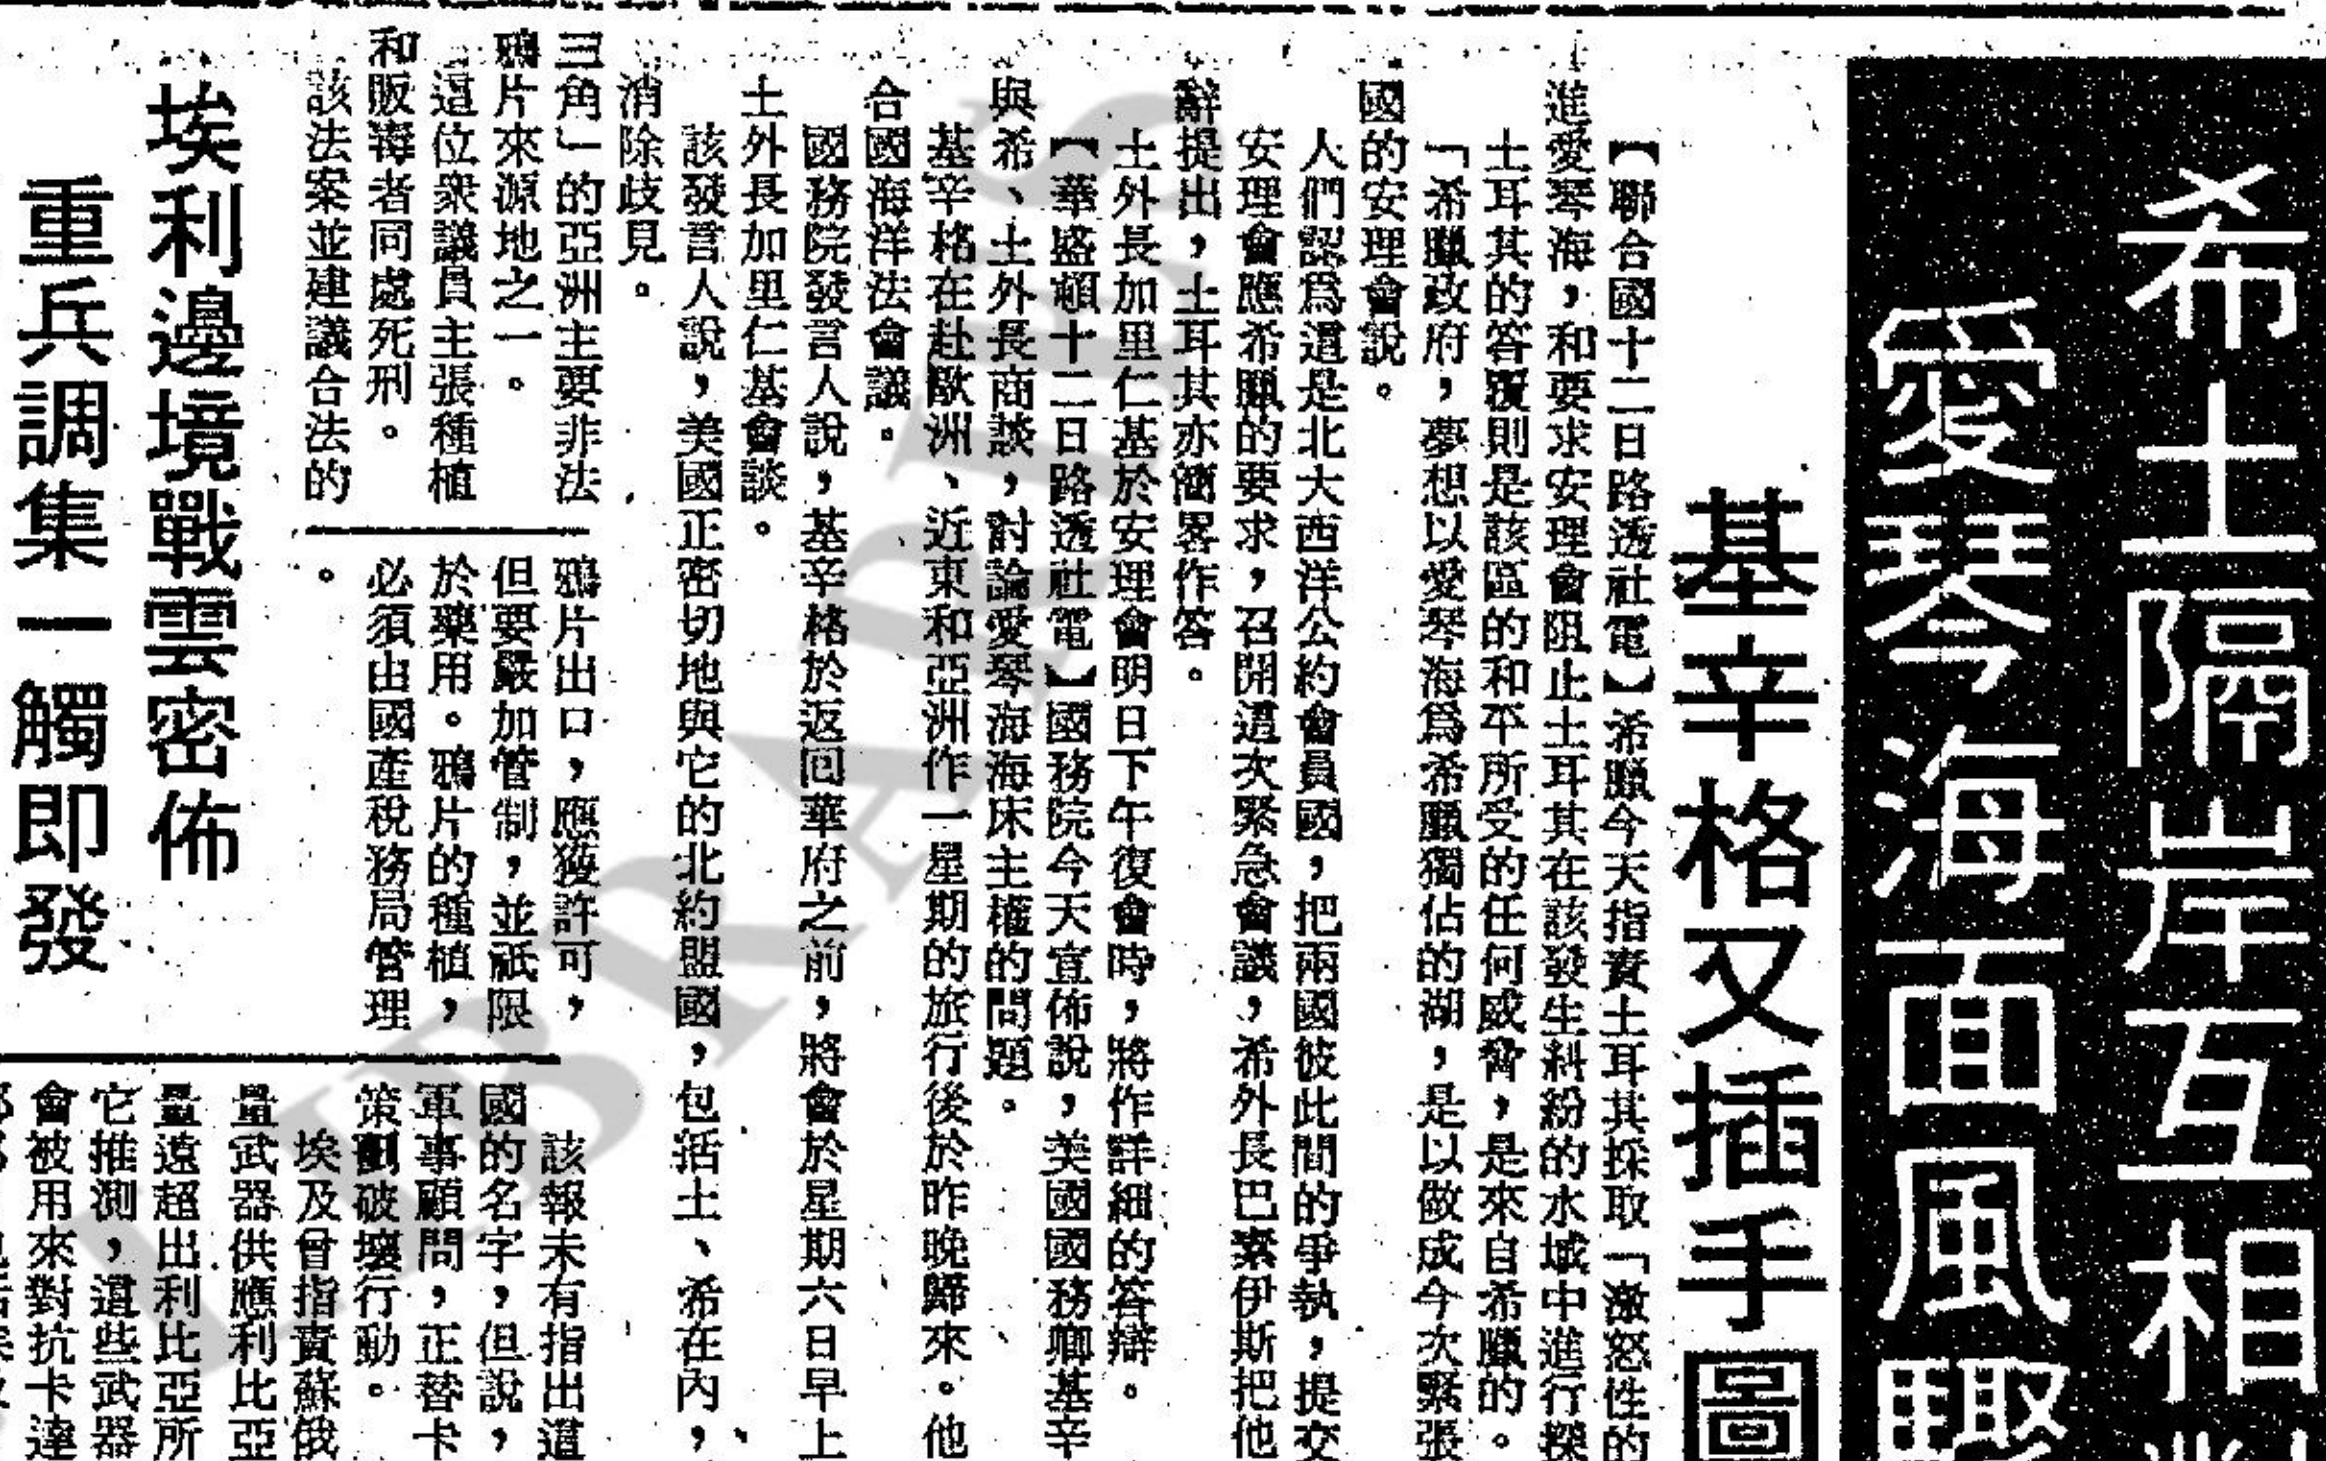 希土隔岸互相
愛琴海面風
基辛格又插手圖
【聯合國十二日路透社電】希臘今天指責土耳其採取「激怒性的
進愛琴海，和要求安理會阻止土耳其在該發生糾紛的水域中進行探
土耳其的答覆則是該區的和平所受的任何威脅，是來自希臘的。
「希臘政府，夢想以愛琴海爲希臘獨佔的湖，是以做成今次緊張
國的安理會說。
人們認爲這是北大西洋公約會員國，把兩國彼此間的爭執，提交
安理會應希臘的要求，召開這次緊急會議，希外長巴素伊斯把他
辭提出，土耳其亦簡畧作答。
土外長加里仁基於安理會明日下午復會時，將作詳細的答辯。
【華盛頓十二日路透社電】國務院今天宣佈說，美國國務卿基辛
與希、土外長商談，討論愛琴海海床主權的問題。
基辛格在赴歐洲、近東和亞洲作一星期的旅行後於昨晚歸來。他
合國海洋法會議。
國務院發言人說，基辛格於返回華府之前，將會於星期六日早上
土外長加里仁基會談。
該發言人說，美國正密切地與它的北約盟國，包括土、希在內，
消除歧見。
三角」的亞洲主要非法
鴉片來源地之一。
這位衆議員主張種植
和販毒者同處死刑。
該法案並建議合法的
鴉片出口，應獲許可，
但要嚴加管制，並祇限
於藥用。鴉片的種植，
必須由國產稅務局管理
。
埃利邊境戰雲密佈
重兵調集一觸即發
該報未有指出這
國的名字，但說，
軍事顧問，正替卡
策劃破壞行動。
埃及曾指責蘇俄
量武器供應利比亞
量遠超出利比亞所
它推測，這些武器
會被用來對抗卡達
LIBRARIES